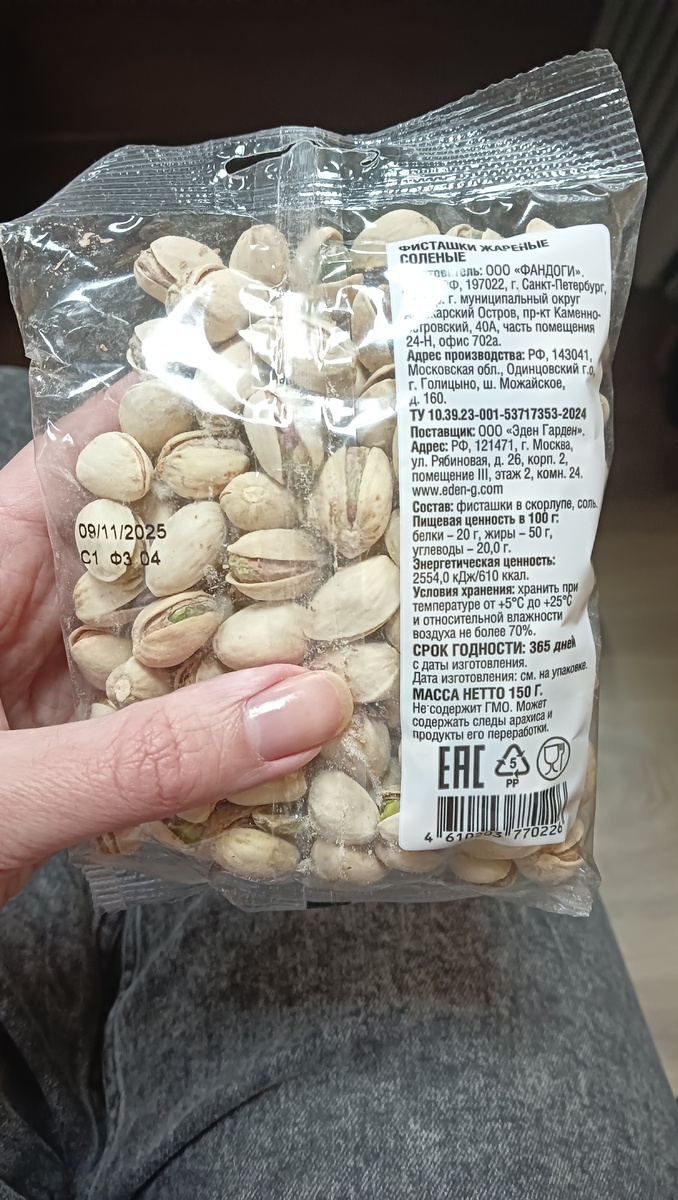 ФИСТАШКИ ЖАРЕНЫЕ
СОЛЕНЫЕ
ООО «ФАНДОГИ».
197022, г. Санкт-Петербург,
г. муниципальный округ
Остров, пр-кт Каменно-
островский, 40А, часть помещения
24-Н, офис 702а.
Адрес производства: РФ, 143041,
Московская обл., Одинцовский г.о,
г. Голицыно, ш. Можайское,
д. 160.
ТУ 10.39.23-001-53717353-2024
Поставщик: ООО «Эден Гарден».
Адрес: РФ, 121471, г. Москва,
ул. Рябиновая, д. 26, корп. 2,
помещение III, этаж 2, комн. 24.
www.eden-g.com
Состав: фисташки в скорлупе, соль.
Пищевая ценность в 100 г:
белки – 20 г, жиры – 50 г,
углеводы – 20,0 г.
Энергетическая ценность:
2554,0 кДж/610 ккал.
Условия хранения: хранить при
температуре от +5°С до +25°С
и относительной влажности
воздуха не более 70%.
СРОК ГОДНОСТИ: 365 дней
с даты изготовления.
Дата изготовления: см. на упаковке.
МАССА НЕТТО 150 Г.
Не содержит ГМО. Может
содержать следы арахиса и
продукты его переработки.
EAC
5
PP
4 610293 770226
09/11/2025
С1 Ф3 04